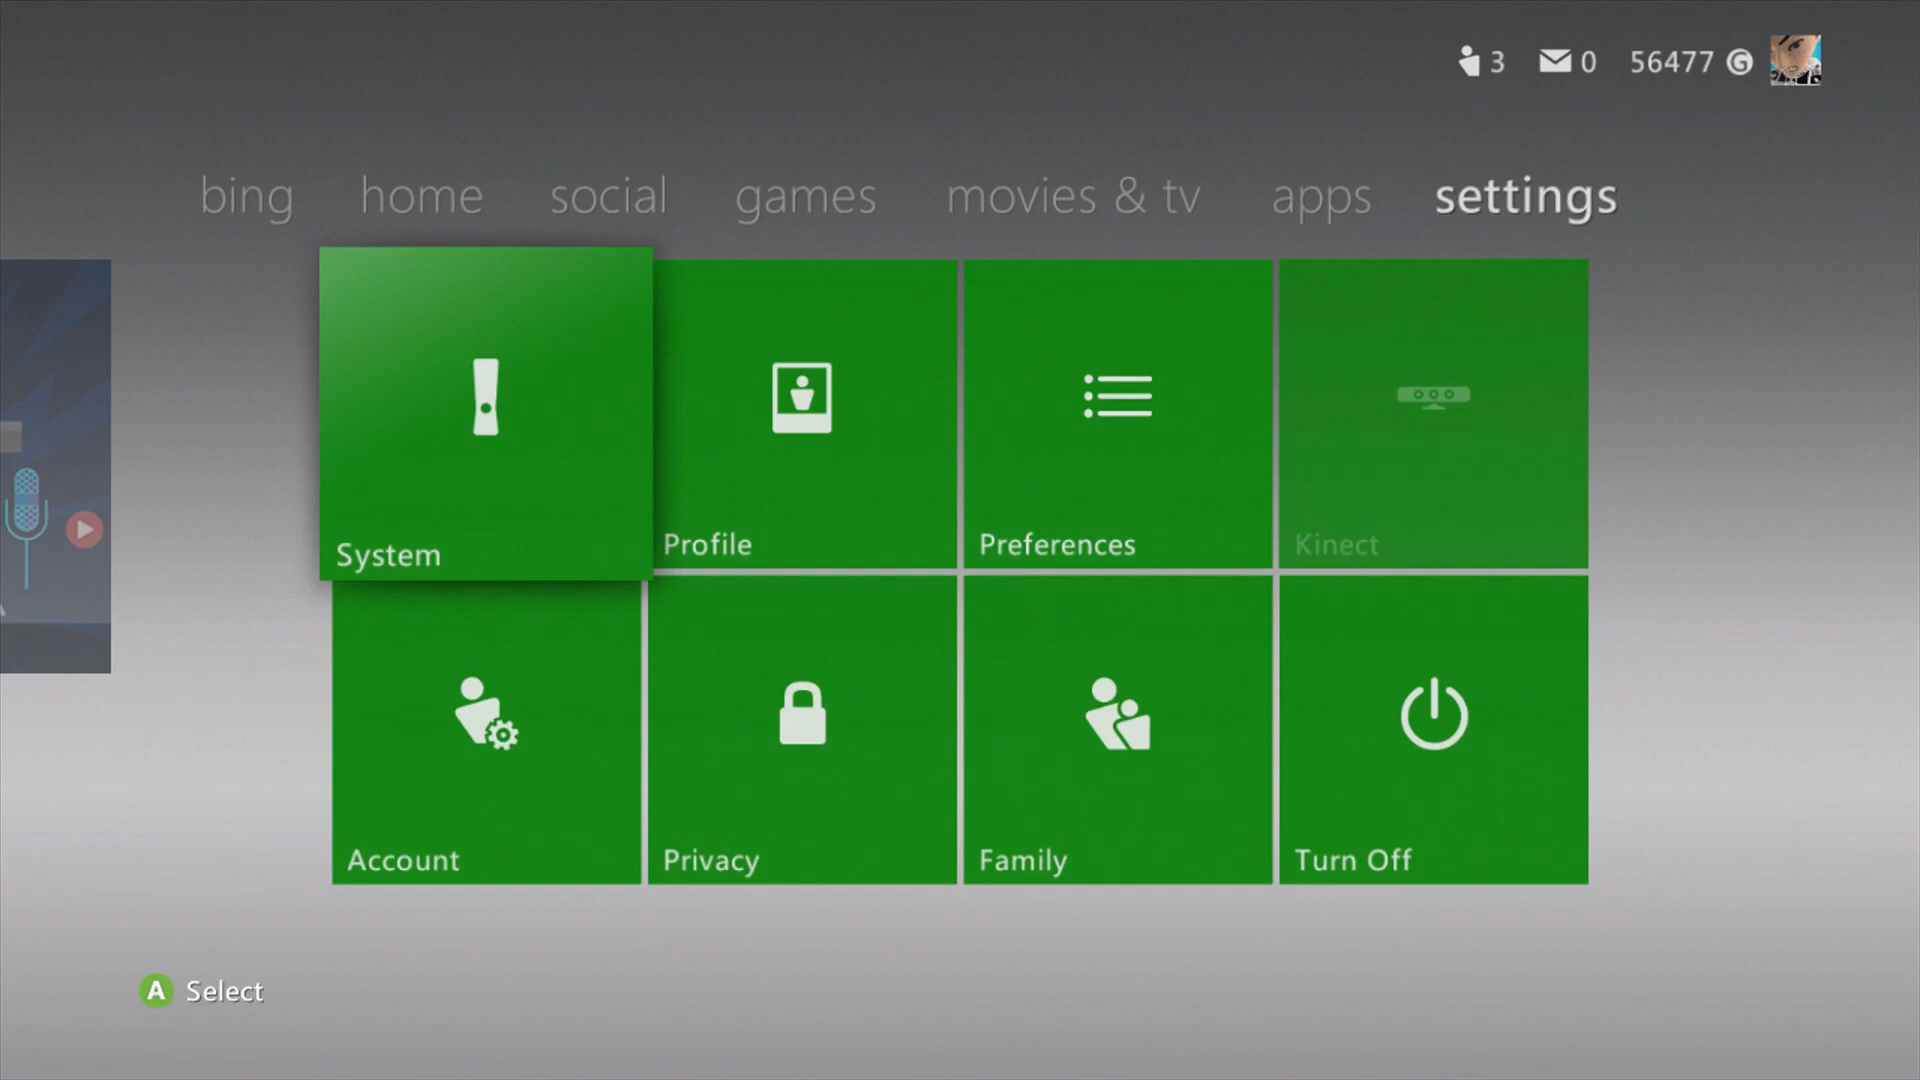 3 0 56477 G
bing home social games movies & tv apps settings
System Profile Preferences Kinect
Account Privacy Family Turn Off
A Select